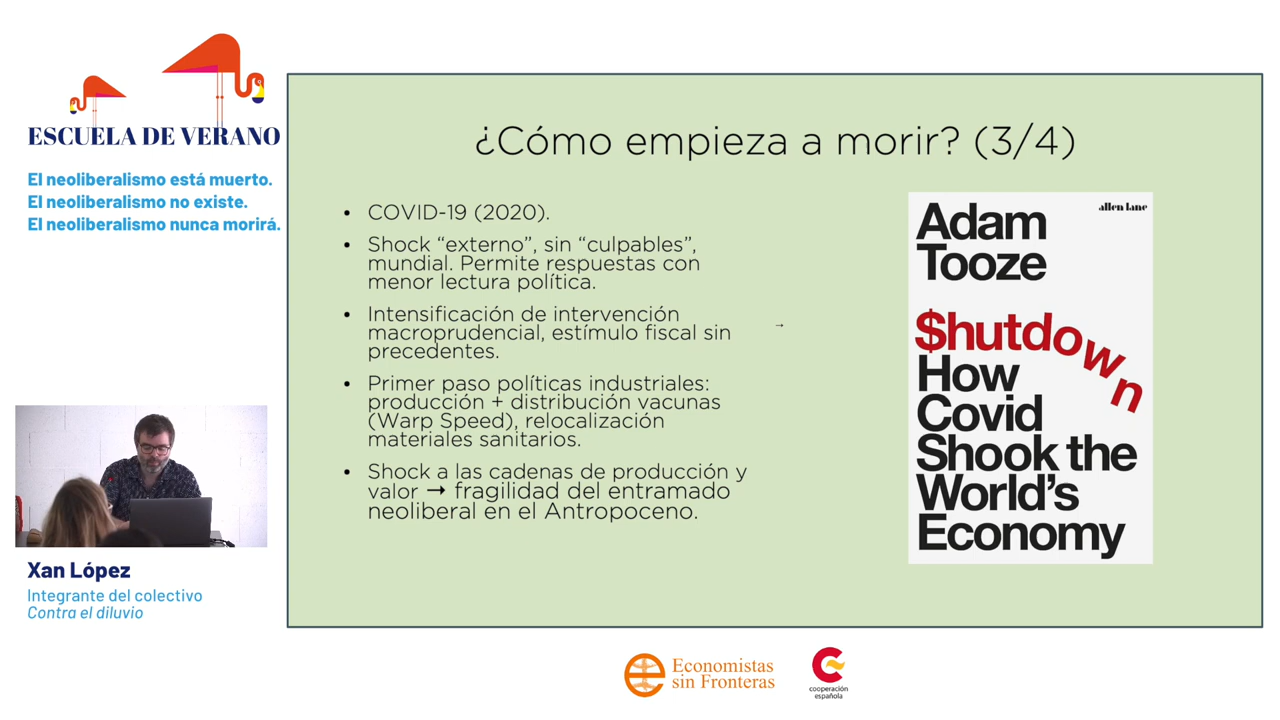 ESCUELA DE VERANO
El neoliberalismo está muerto.
El neoliberalismo no existe.
El neoliberalismo nunca morirá.
¿Cómo empieza a morir? (3/4)
• COVID-19 (2020).
• Shock “externo”, sin “culpables”,
mundial. Permite respuestas con
menor lectura política.
• Intensificación de intervención
macroprudencial, estímulo fiscal sin
precedentes.
• Primer paso políticas industriales:
producción + distribución vacunas
(Warp Speed), relocalización
materiales sanitarios.
• Shock a las cadenas de producción y
valor → fragilidad del entramado
neoliberal en el Antropoceno.
→
allen lane
Adam
Tooze
$hutdown
How
Covid
Shook the
World’s
Economy
Xan López
Integrante del colectivo
Contra el diluvio
Economistas
sin Fronteras
cooperación
española